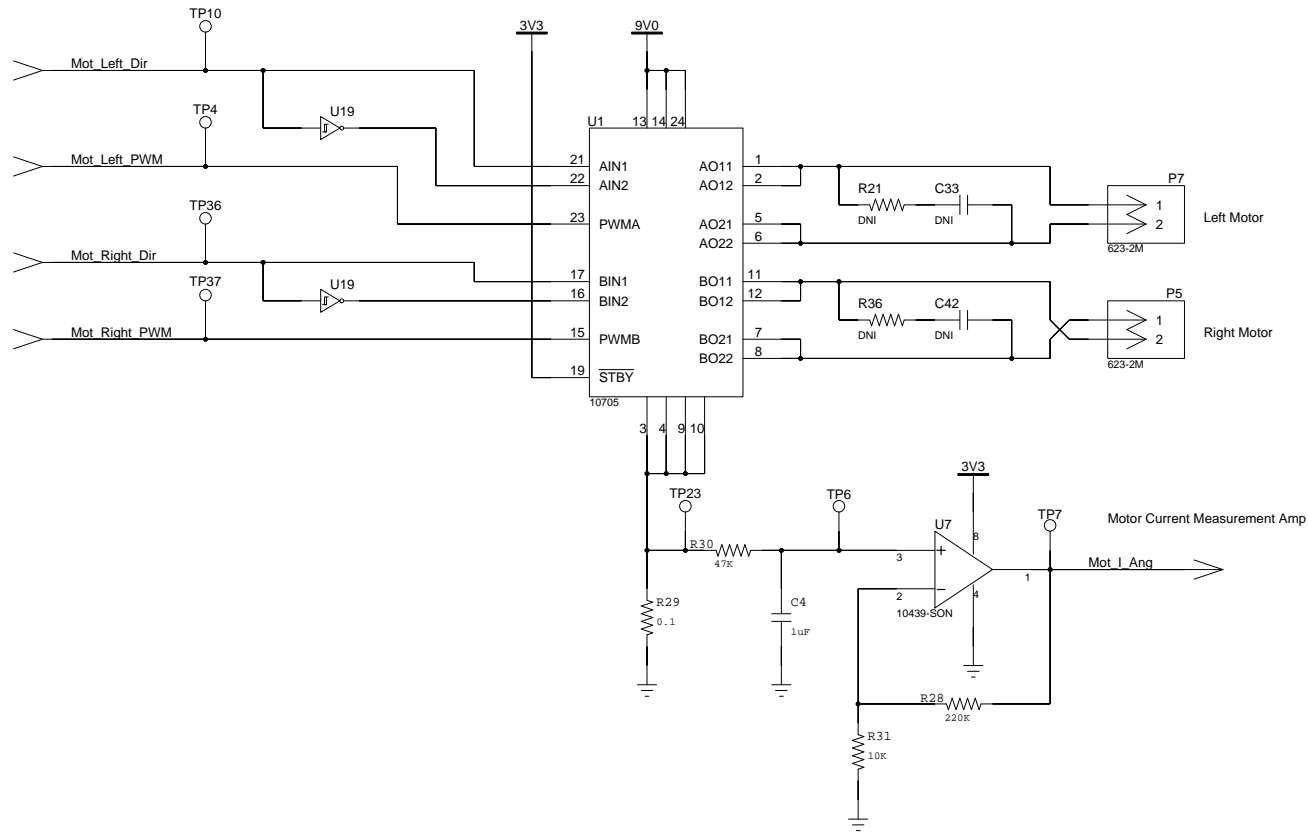 TP10
3V3
9V0
Mot_Left_Dir
TP4
U19
U1
13 14 24
Mot_Left_PWM
21 AIN1
AO11 1
22 AIN2
AO12 2
R21
DNI
C33
DNI
P7
1
2
623-2M
Left Motor
TP36
23 PWMA
AO21 5
AO22 6
Mot_Right_Dir
TP37
U19
17 BIN1
BO11 11
16 BIN2
BO12 12
R36
DNI
C42
DNI
P5
1
2
623-2M
Right Motor
Mot_Right_PWM
15 PWMB
BO21 7
BO22 8
19 STBY
10705
3 4 9 10
3V3
TP23
TP6
TP7
Motor Current Measurement Amp
U7
8
R30
47K
3
+
Mot_I_Ang
1
2
−
4
10439-SON
R29
0.1
C4
1uF
R28
220K
R31
10K